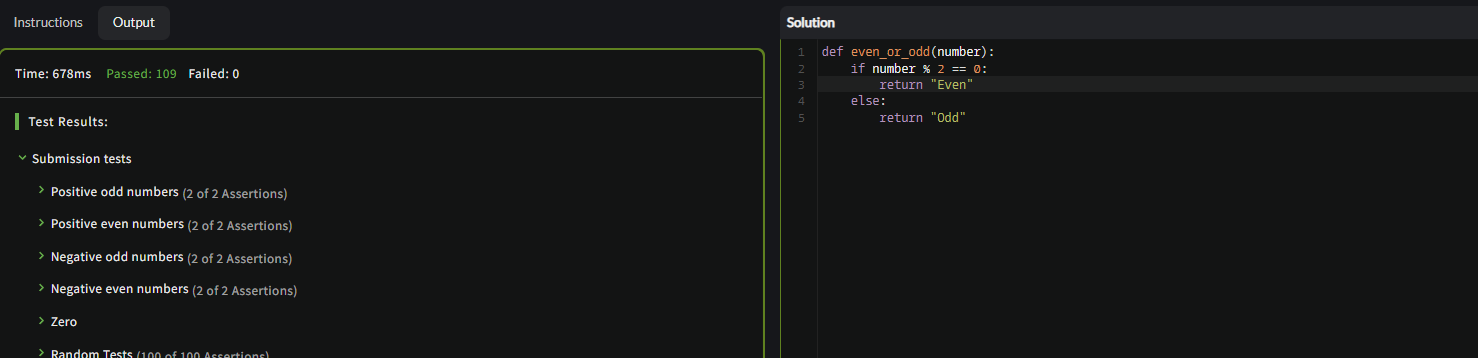 Instructions
Output
Time: 678ms Passed: 109 Failed: 0
Test Results:
Submission tests
Positive odd numbers (2 of 2 Assertions)
Positive even numbers (2 of 2 Assertions)
Negative odd numbers (2 of 2 Assertions)
Negative even numbers (2 of 2 Assertions)
Zero
Random Tests (100 of 100 Assertions)
Solution
1 def even_or_odd(number):
2     if number % 2 == 0:
3         return "Even"
4     else:
5         return "Odd"